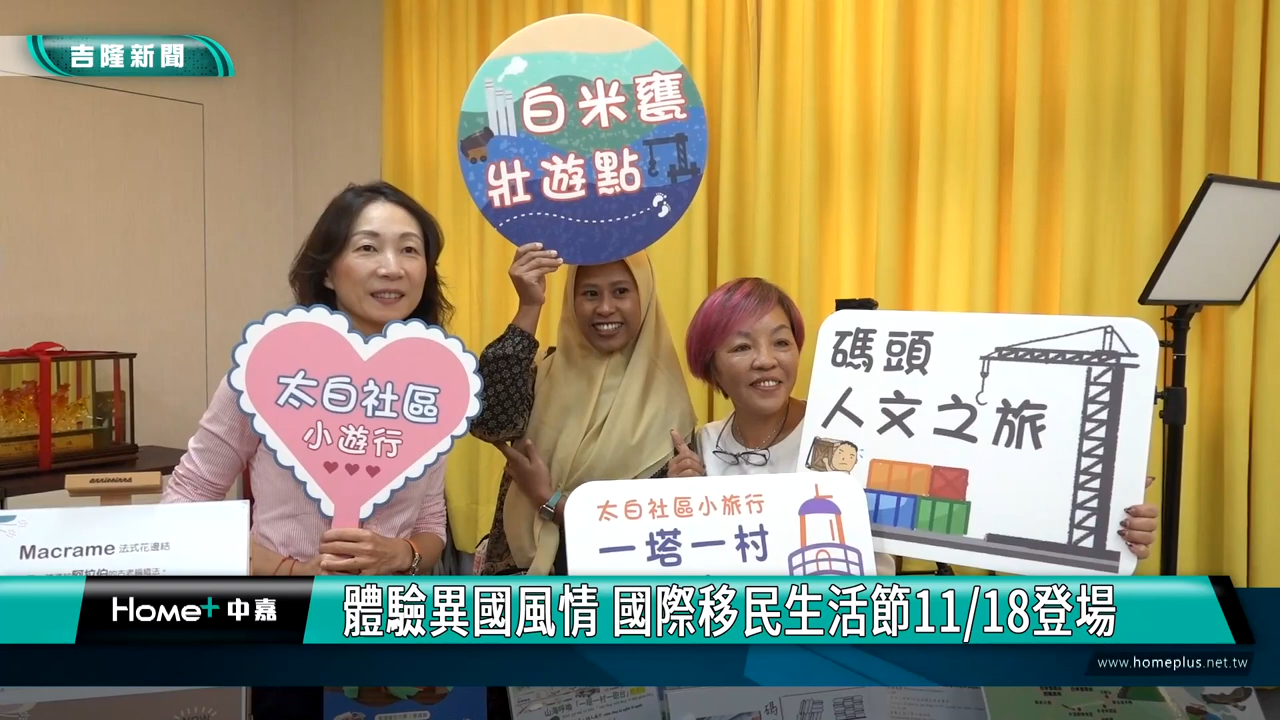 吉隆新聞
白米甕
壯遊點
太白社區
小遊行
碼頭
人文之旅
太白社區小旅行
一塔一村
Macrame 法式花邊結
Home+ 中嘉
體驗異國風情 國際移民生活節11/18登場
www.homeplus.net.tw